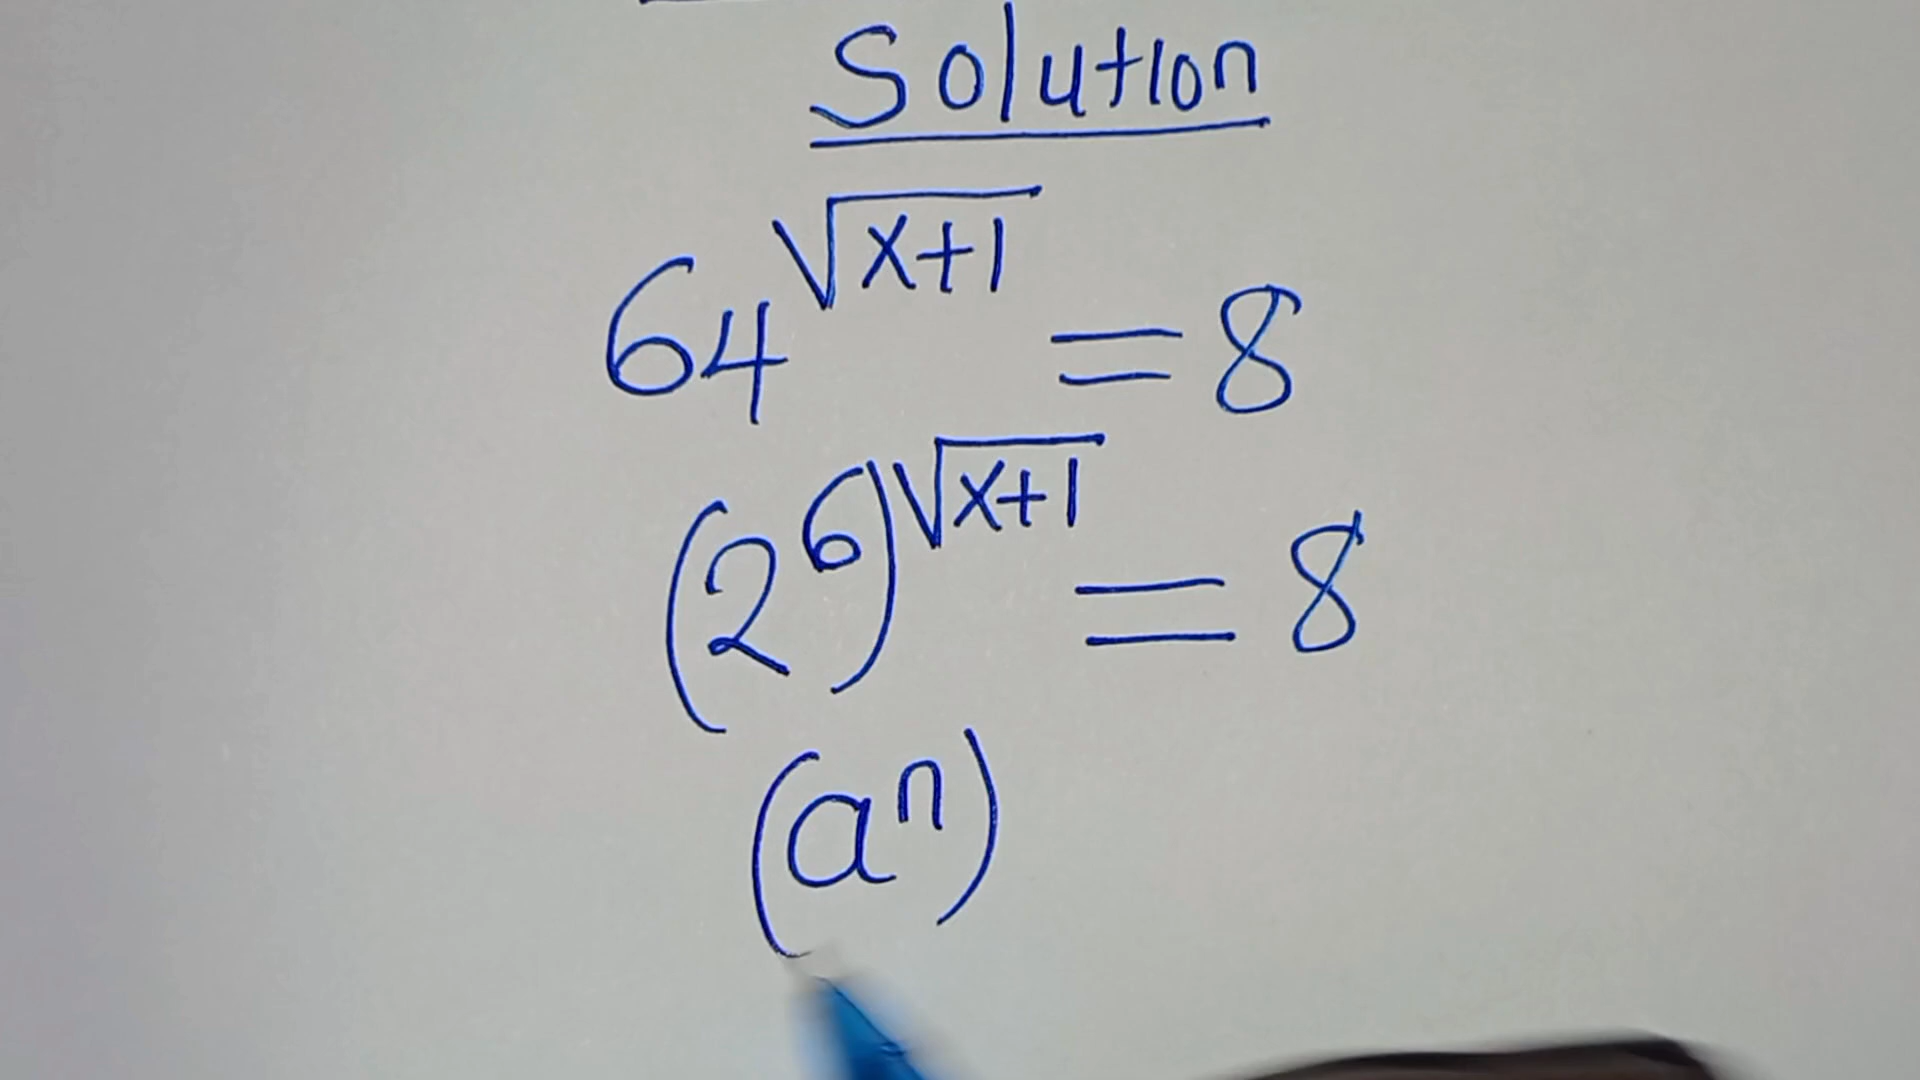 Solution
64^√(x+1) = 8
(2^6)^√(x+1) = 8
(a^n)